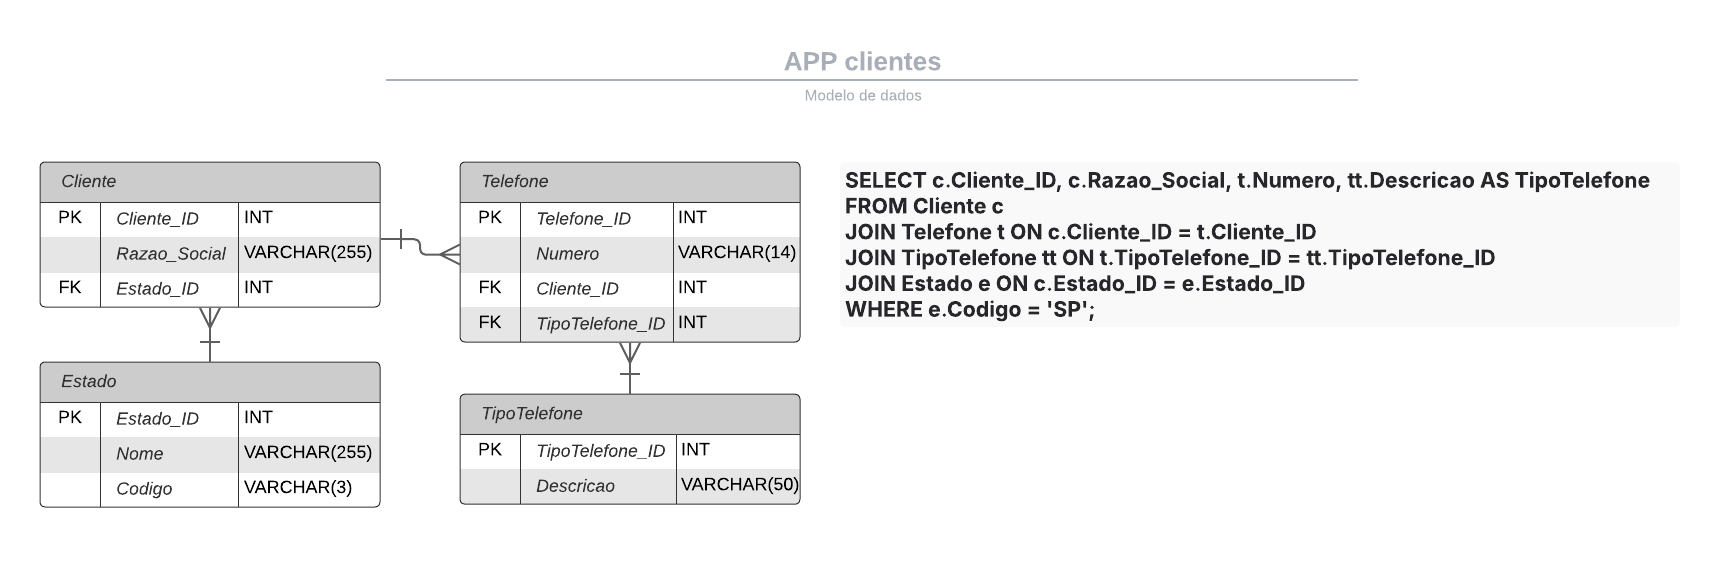 APP clientes
Modelo de dados
Cliente
PK Cliente_ID INT
Razao_Social VARCHAR(255)
FK Estado_ID INT
Estado
PK Estado_ID INT
Nome VARCHAR(255)
Codigo VARCHAR(3)
Telefone
PK Telefone_ID INT
Numero VARCHAR(14)
FK Cliente_ID INT
FK TipoTelefone_ID INT
TipoTelefone
PK TipoTelefone_ID INT
Descricao VARCHAR(50)
SELECT c.Cliente_ID, c.Razao_Social, t.Numero, tt.Descricao AS TipoTelefone
FROM Cliente c
JOIN Telefone t ON c.Cliente_ID = t.Cliente_ID
JOIN TipoTelefone tt ON t.TipoTelefone_ID = tt.TipoTelefone_ID
JOIN Estado e ON c.Estado_ID = e.Estado_ID
WHERE e.Codigo = 'SP';